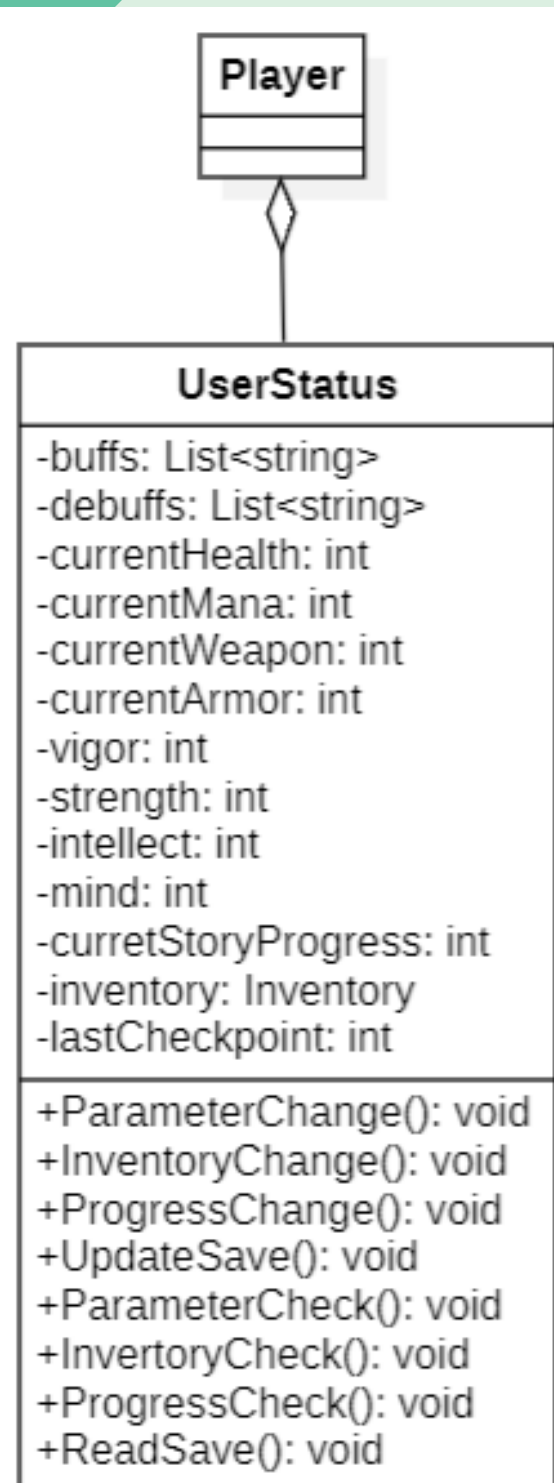 Player
UserStatus
-buffs: List<string>
-debuffs: List<string>
-currentHealth: int
-currentMana: int
-currentWeapon: int
-currentArmor: int
-vigor: int
-strength: int
-intellect: int
-mind: int
-curretStoryProgress: int
-inventory: Inventory
-lastCheckpoint: int
+ParameterChange(): void
+InventoryChange(): void
+ProgressChange(): void
+UpdateSave(): void
+ParameterCheck(): void
+InvertoryCheck(): void
+ProgressCheck(): void
+ReadSave(): void